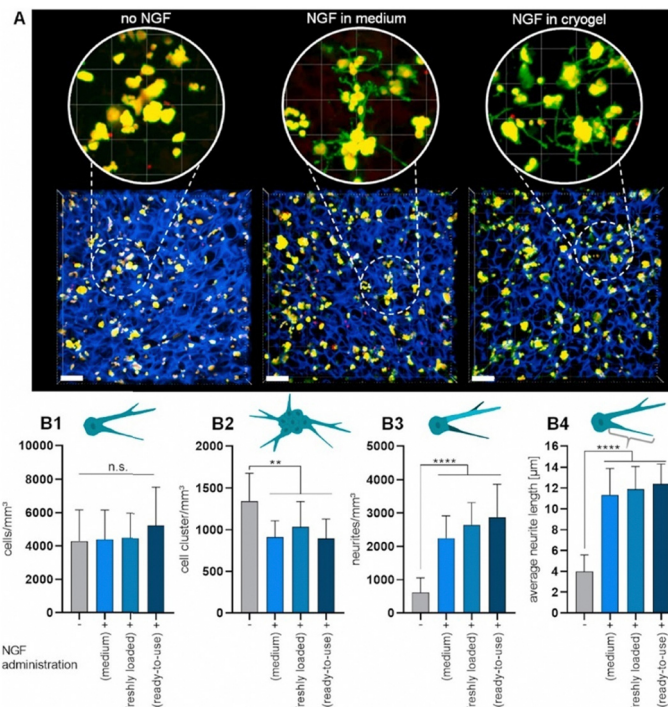 A
no NGF
NGF in medium
NGF in cryogel
B1
10000
8000
6000
4000
2000
0
cells/mm³
n.s.
-
+
+
+
(medium)
reshly loaded)
(ready-to-use)
B2
2000
1500
1000
500
0
cell cluster/mm³
**
-
+
+
+
(medium)
reshly loaded)
(ready-to-use)
B3
5000
4000
3000
2000
1000
0
neurites/mm³
****
-
+
+
+
(medium)
reshly loaded)
(ready-to-use)
B4
16
14
12
10
8
6
4
2
0
average neurite length [µm]
****
-
+
+
+
(medium)
reshly loaded)
(ready-to-use)
NGF
administration